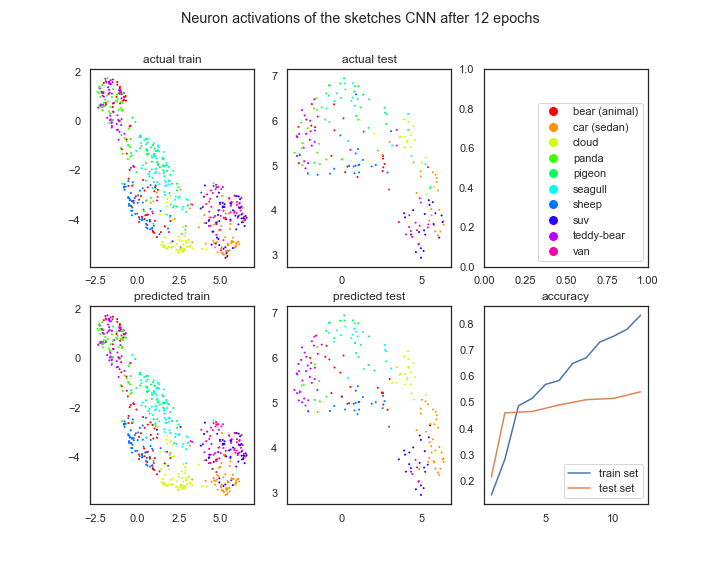 Neuron activations of the sketches CNN after 12 epochs
actual train
2
0
−2
−4
−2.5 0.0 2.5 5.0
actual test
7
6
5
4
3
0 5
1.0
0.8
0.6
0.4
0.2
0.0
0.00 0.25 0.50 0.75 1.00
bear (animal)
car (sedan)
cloud
panda
pigeon
seagull
sheep
suv
teddy-bear
van
predicted train
2
0
−2
−4
−2.5 0.0 2.5 5.0
predicted test
7
6
5
4
3
0 5
accuracy
0.8
0.7
0.6
0.5
0.4
0.3
0.2
5 10
train set
test set